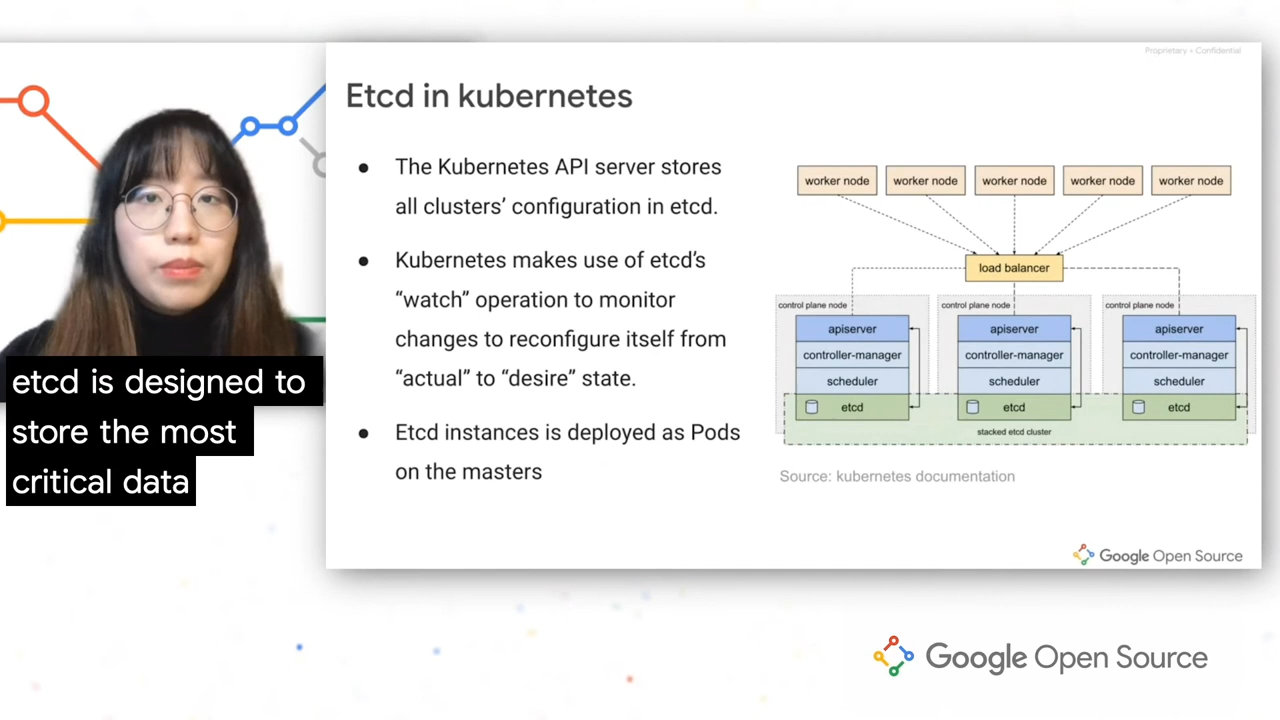 Proprietary + Confidential
Etcd in kubernetes
● The Kubernetes API server stores
all clusters’ configuration in etcd.
● Kubernetes makes use of etcd’s
“watch” operation to monitor
changes to reconfigure itself from
“actual” to “desire” state.
● Etcd instances is deployed as Pods
on the masters
worker node worker node worker node worker node worker node
load balancer
control plane node control plane node control plane node
apiserver apiserver apiserver
controller-manager controller-manager controller-manager
scheduler scheduler scheduler
etcd etcd etcd
stacked etcd cluster
Source: kubernetes documentation
Google Open Source
etcd is designed to
store the most
critical data
Google Open Source